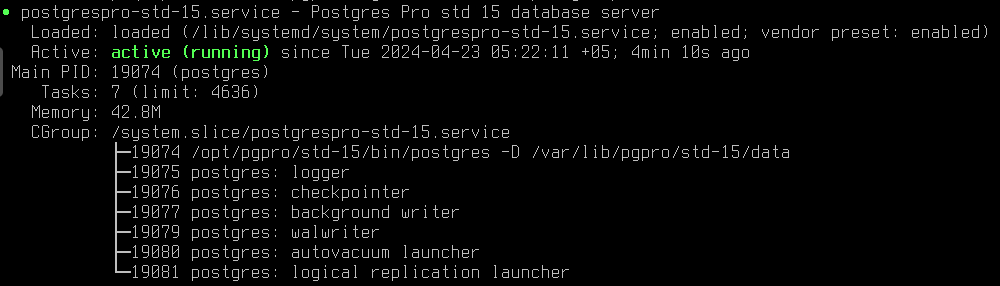 ● postgrespro-std-15.service - Postgres Pro std 15 database server
Loaded: loaded (/lib/systemd/system/postgrespro-std-15.service; enabled; vendor preset: enabled)
Active: active (running) since Tue 2024-04-23 05:22:11 +05; 4min 10s ago
Main PID: 19074 (postgres)
Tasks: 7 (limit: 4636)
Memory: 42.8M
CGroup: /system.slice/postgrespro-std-15.service
├─19074 /opt/pgpro/std-15/bin/postgres -D /var/lib/pgpro/std-15/data
├─19075 postgres: logger
├─19076 postgres: checkpointer
├─19077 postgres: background writer
├─19079 postgres: walwriter
├─19080 postgres: autovacuum launcher
└─19081 postgres: logical replication launcher